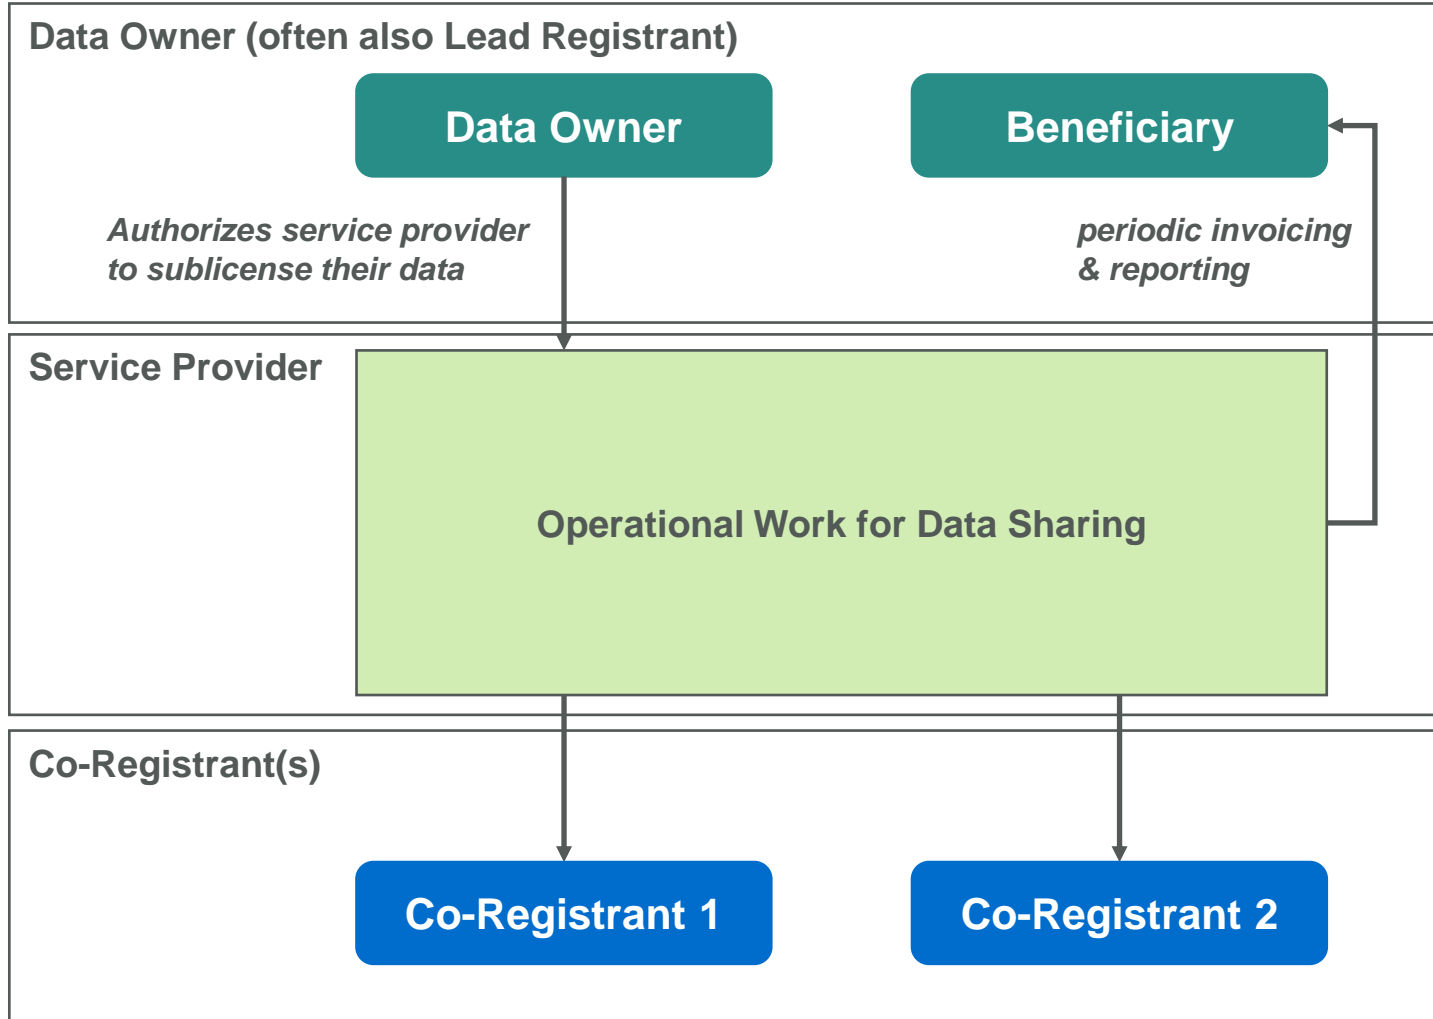 Data Owner (often also Lead Registrant)
Data Owner
Beneficiary
Authorizes service provider
to sublicense their data
periodic invoicing
& reporting
Service Provider
Operational Work for Data Sharing
Co-Registrant(s)
Co-Registrant 1
Co-Registrant 2